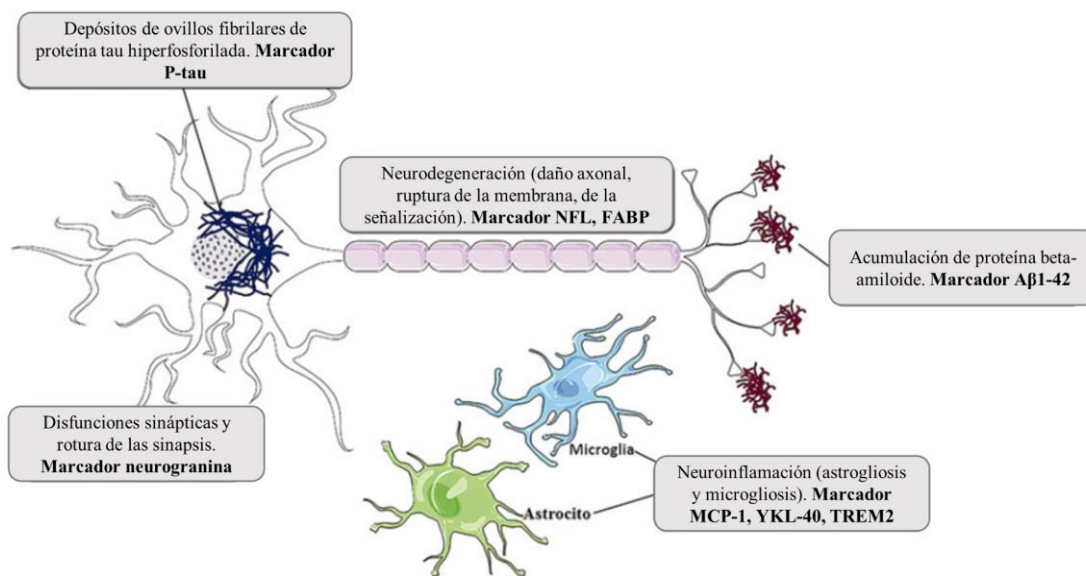 Depósitos de ovillos fibrilares de
proteína tau hiperfosforilada. Marcador
P-tau
Neurodegeneración (daño axonal,
ruptura de la membrana, de la
señalización). Marcador NFL, FABP
Acumulación de proteína beta-
amiloide. Marcador Aβ1-42
Disfunciones sinápticas y
rotura de las sinapsis.
Marcador neurogranina
Microglia
Astrocito
Neuroinflamación (astrogliosis
y microgliosis). Marcador
MCP-1, YKL-40, TREM2